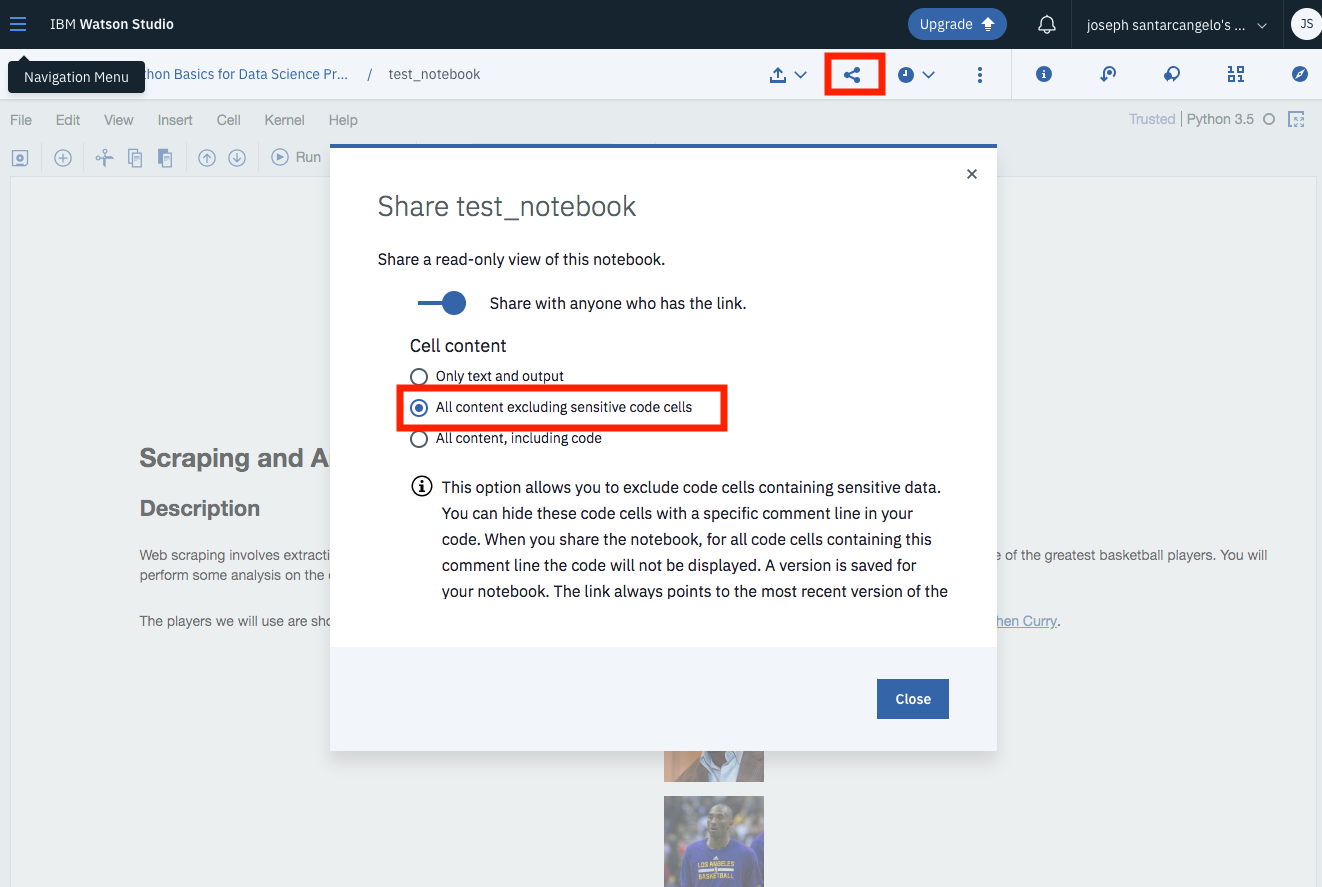 IBM Watson Studio
Upgrade
joseph santarcangelo's ...
JS
Navigation Menu
thon Basics for Data Science Pr... / test_notebook
File Edit View Insert Cell Kernel Help
Trusted | Python 3.5
Run
Share test_notebook
Share a read-only view of this notebook.
Share with anyone who has the link.
Cell content
Only text and output
All content excluding sensitive code cells
All content, including code
This option allows you to exclude code cells containing sensitive data.
You can hide these code cells with a specific comment line in your
code. When you share the notebook, for all code cells containing this
comment line the code will not be displayed. A version is saved for
your notebook. The link always points to the most recent version of the
Close
Scraping and A
Description
Web scraping involves extracti
e of the greatest basketball players. You will
perform some analysis on the
The players we will use are sho
hen Curry.
LOS ANGELES
BASKETBALL